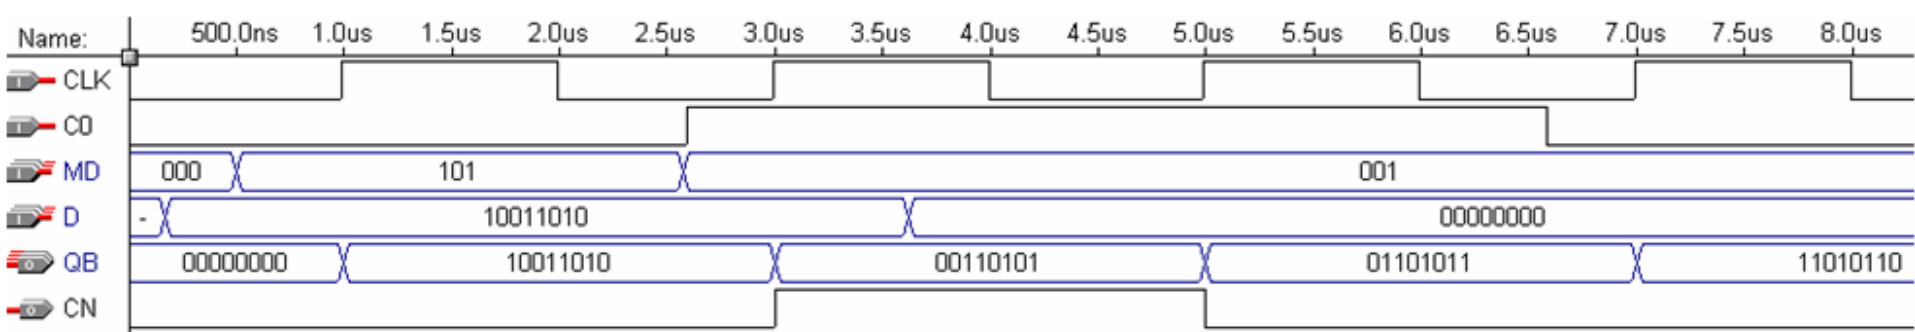 Name: 500.0ns 1.0us 1.5us 2.0us 2.5us 3.0us 3.5us 4.0us 4.5us 5.0us 5.5us 6.0us 6.5us 7.0us 7.5us 8.0us
CLK
C0
MD 000 101 001
D - 10011010 00000000
QB 00000000 10011010 00110101 01101011 11010110
CN